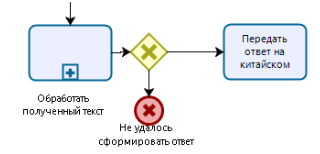 Передать
ответ на
китайском
Обработать
полученный текст
Не удалось
сформировать ответ